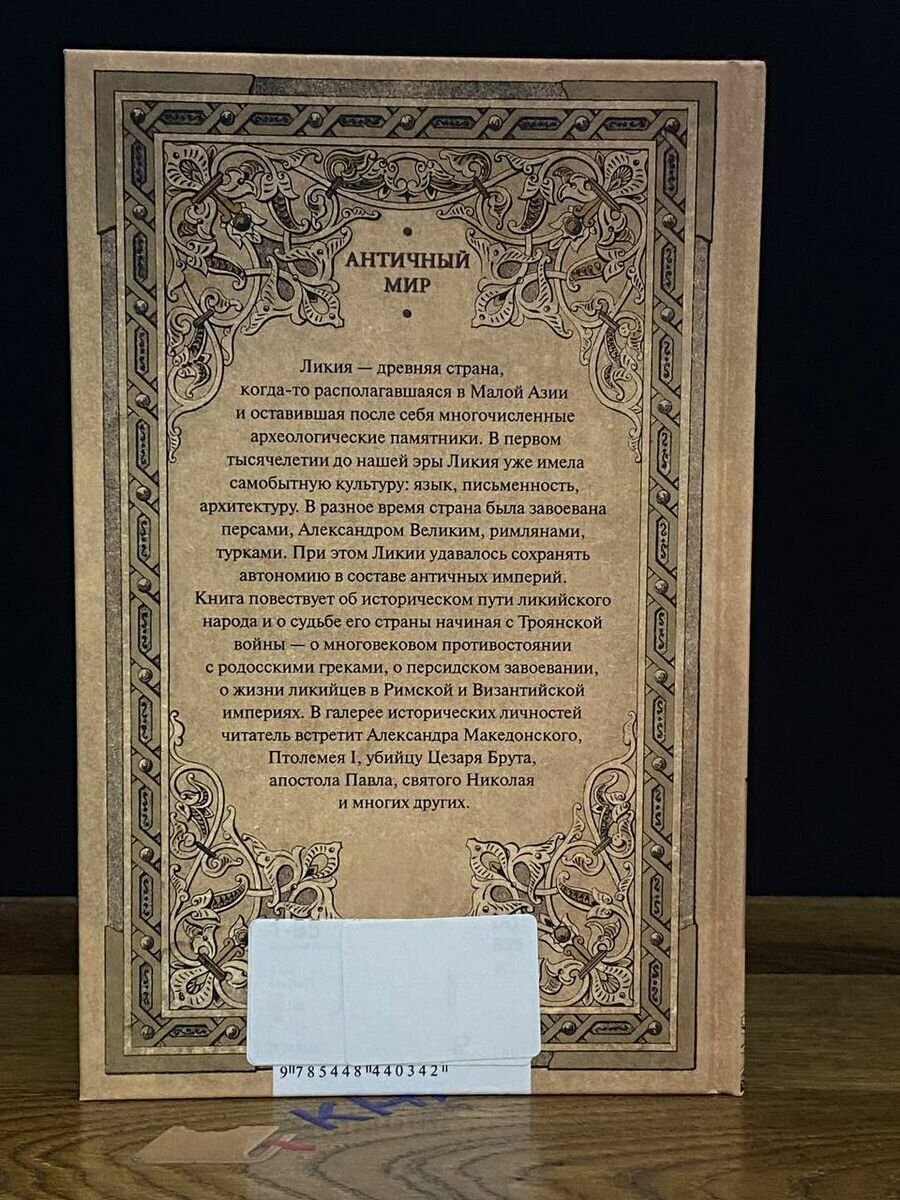 АНТИЧНЫЙ
МИР
Ликия — древняя страна,
когда-то располагавшаяся в Малой Азии
и оставившая после себя многочисленные
археологические памятники. В первом
тысячелетии до нашей эры Ликия уже имела
самобытную культуру: язык, письменность,
архитектуру. В разное время страна была завоевана
персами, Александром Великим, римлянами,
турками. При этом Ликии удавалось сохранять
автономию в составе античных империй.
Книга повествует об историческом пути ликийского
народа и о судьбе его страны начиная с Троянской
войны — о многовековом противостоянии
с родосскими греками, о персидском завоевании,
о жизни ликийцев в Римской и Византийской
империях. В галерее исторических личностей
читатель встретит Александра Македонского,
Птолемея I, убийцу Цезаря Брута,
апостола Павла, святого Николая
и многих других.
9 785448 440342